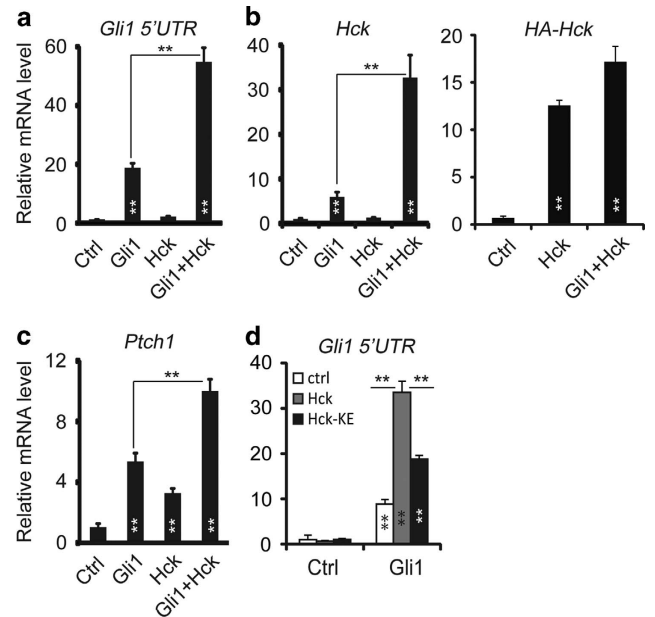 a
Gli1 5'UTR
Relative mRNA level
60
40
20
0
**
**
**
Ctrl
Gli1
Hck
Gli1+Hck
b
Hck
40
30
20
10
0
**
**
**
Ctrl
Gli1
Hck
Gli1+Hck
HA-Hck
20
15
10
5
0
**
**
Ctrl
Hck
Gli1+Hck
c
Ptch1
Relative mRNA level
12
8
4
0
**
**
**
**
Ctrl
Gli1
Hck
Gli1+Hck
d
Gli1 5'UTR
40
30
20
10
0
ctrl
Hck
Hck-KE
** **
**
**
**
Ctrl
Gli1